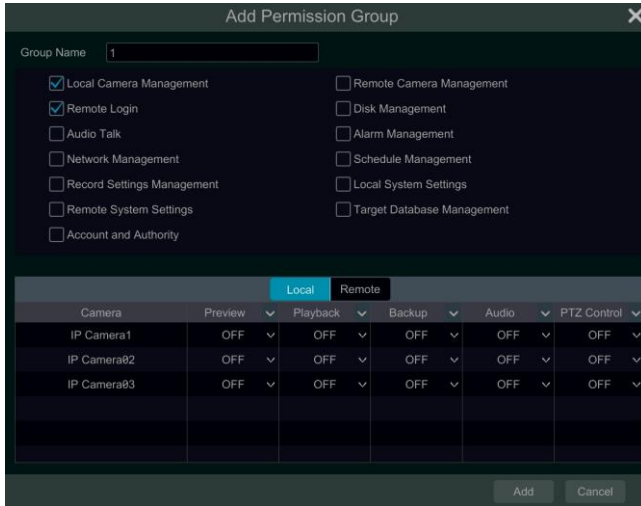 Add Permission Group
Group Name 1
Local Camera Management Remote Camera Management
Remote Login Disk Management
Audio Talk Alarm Management
Network Management Schedule Management
Record Settings Management Local System Settings
Remote System Settings Target Database Management
Account and Authority
Local Remote
Camera Preview Playback Backup Audio PTZ Control
IP Camera1 OFF OFF OFF OFF OFF
IP Camera02 OFF OFF OFF OFF OFF
IP Camera03 OFF OFF OFF OFF OFF
Add Cancel